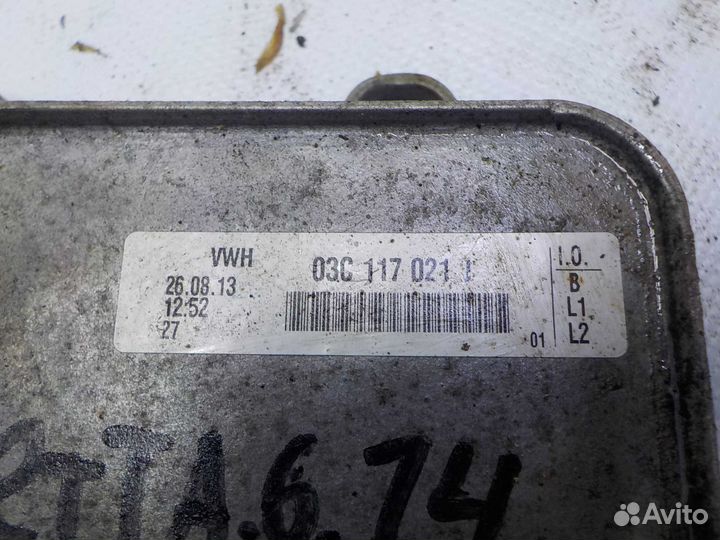 VWH
03C 117 021 J
I.O.
26.08.13
B
12:52
L1
27
01
L2
ETTA.6.14
Avito